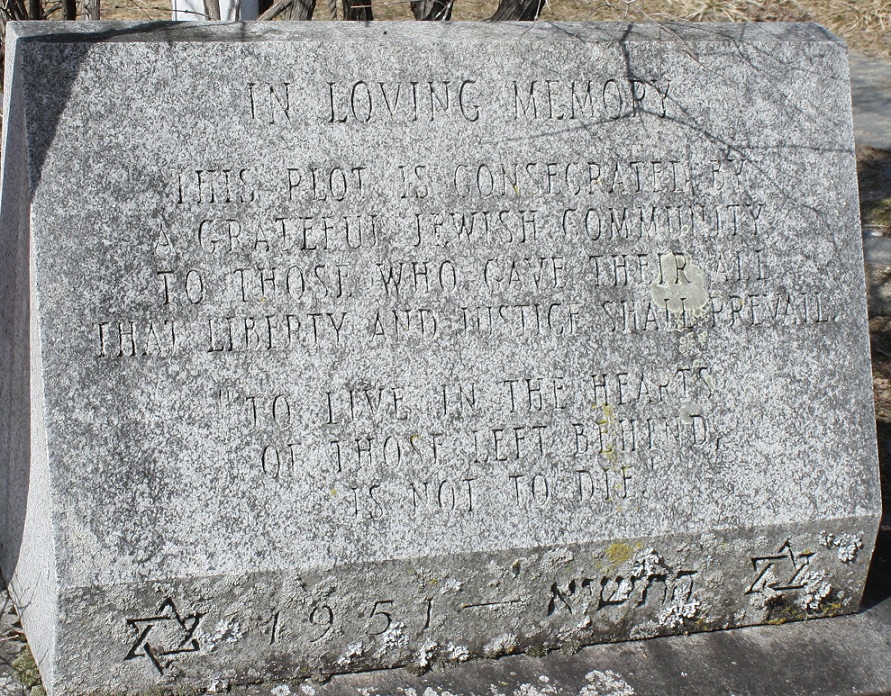 IN LOVING MEMORY
THIS PLOT IS CONSECRATED BY
A GRATEFUL JEWISH COMMUNITY
TO THOSE WHO GAVE THEIR ALL
THAT LIBERTY AND JUSTICE SHALL PREVAIL.
"TO LIVE IN THE HEARTS
OF THOSE LEFT BEHIND,
IS NOT TO DIE."
1951 — התשי״א